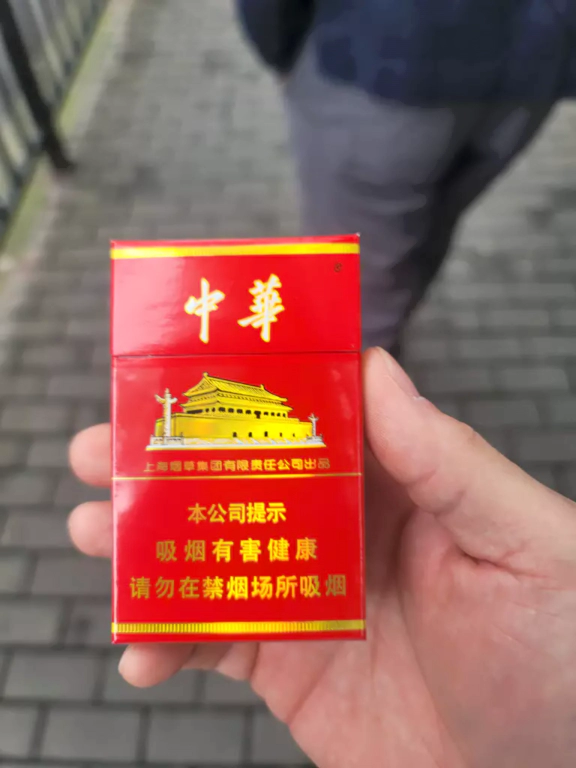 中華
上海烟草集团有限责任公司出品
本公司提示
吸烟有害健康
请勿在禁烟场所吸烟